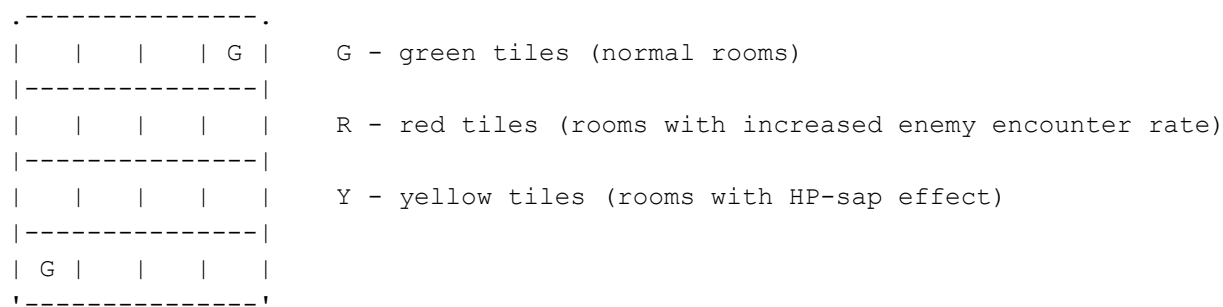 .---------------.
|   |   |   | G |    G - green tiles (normal rooms)
|---------------|
|   |   |   |   |    R - red tiles (rooms with increased enemy encounter rate)
|---------------|
|   |   |   |   |    Y - yellow tiles (rooms with HP-sap effect)
|---------------|
| G |   |   |   |
'---------------'